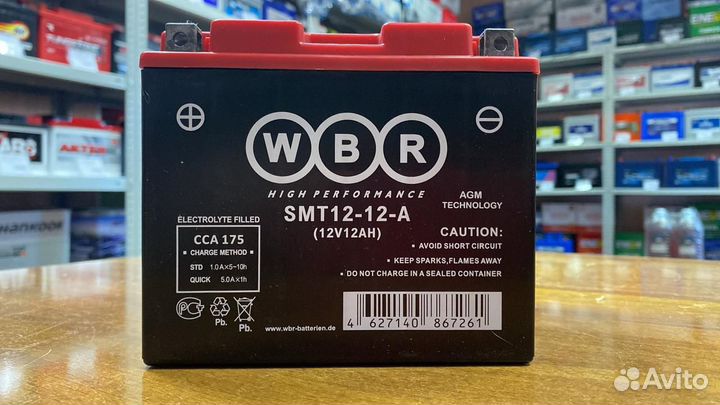 WBR
HIGH PERFORMANCE
SMT12-12-A
(12V12AH)
AGM
TECHNOLOGY
ELECTROLYTE FILLED
CCA 175
• CHARGE METHOD •
STD 1.0A×5~10h
QUICK 5.0A×1h
Pb. Pb.
CAUTION:
• AVOID SHORT CIRCUIT
• KEEP SPARKS,FLAMES AWAY
• DO NOT CHARGE IN A SEALED CONTAINER
www.wbr-batterien.de
4 627140 867261
HANKOOK
Avito